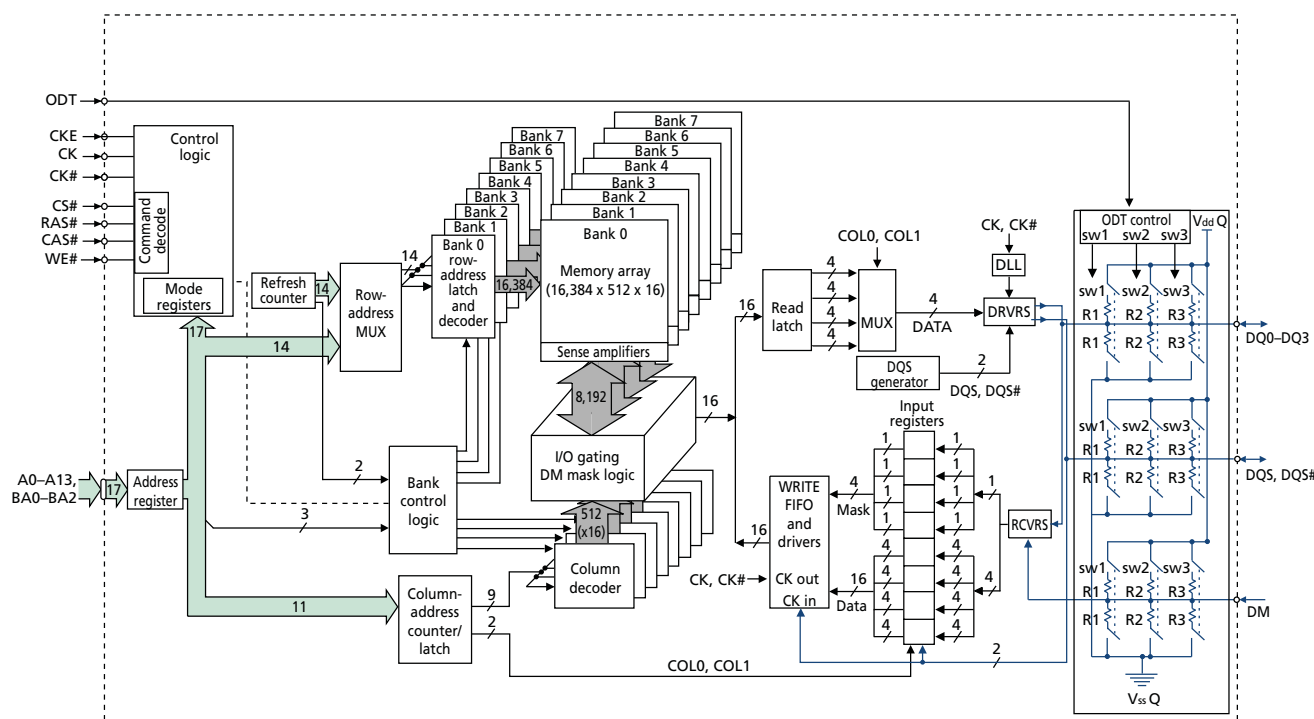 ODT
CKE
CK
CK#
CS#
RAS#
CAS#
WE#
Control
logic
Command
decode
Mode
registers
17
14
A0–A13,
BA0–BA2
17
Address
register
Refresh
counter
14
Row-
address
MUX
14
2
3
11
Bank
control
logic
Column-
address
counter/
latch
9
2
COL0, COL1
Bank 7
Bank 6
Bank 5
Bank 4
Bank 3
Bank 2
Bank 1
Bank 0
row-
address
latch
and
decoder
16,384
Bank 7
Bank 6
Bank 5
Bank 4
Bank 3
Bank 2
Bank 1
Bank 0
Memory array
(16,384 x 512 x 16)
Sense amplifiers
8,192
I/O gating
DM mask logic
512
(x16)
Column
decoder
16
16
16
Read
latch
4
4
4
4
COL0, COL1
MUX
4
DATA
CK, CK#
DLL
DRVRS
DQS
generator
2
DQS, DQS#
Input
registers
WRITE
FIFO
and
drivers
CK out
CK in
CK, CK#
4
Mask
16
Data
1
1
1
1
4
4
4
4
1
1
1
1
4
4
4
4
1
4
RCVRS
2
ODT control
sw1 sw2 sw3
Vdd Q
sw1 sw2 sw3
R1 R2 R3
R1 R2 R3
DQ0–DQ3
sw1 sw2 sw3
R1 R2 R3
R1 R2 R3
DQS, DQS#
sw1 sw2 sw3
R1 R2 R3
R1 R2 R3
DM
Vss Q